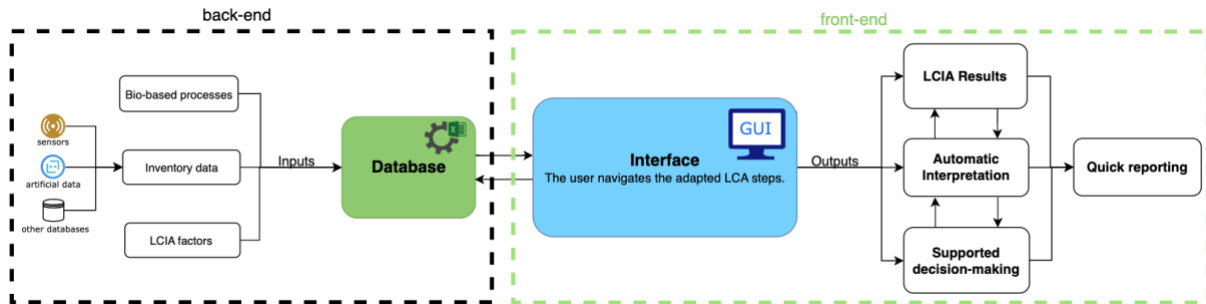 back-end
front-end
Bio-based processes
sensors
artificial data
other databases
Inventory data
LCIA factors
Inputs
Database
Interface
The user navigates the adapted LCA steps.
GUI
Outputs
LCIA Results
Automatic
Interpretation
Supported
decision-making
Quick reporting